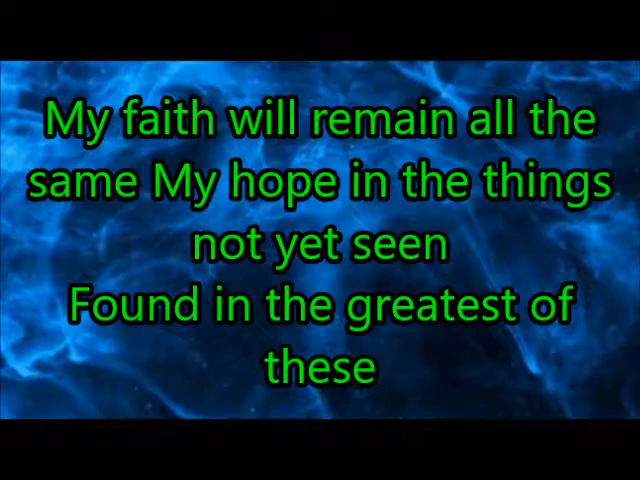 My faith will remain all the
same My hope in the things
not yet seen
Found in the greatest of
these